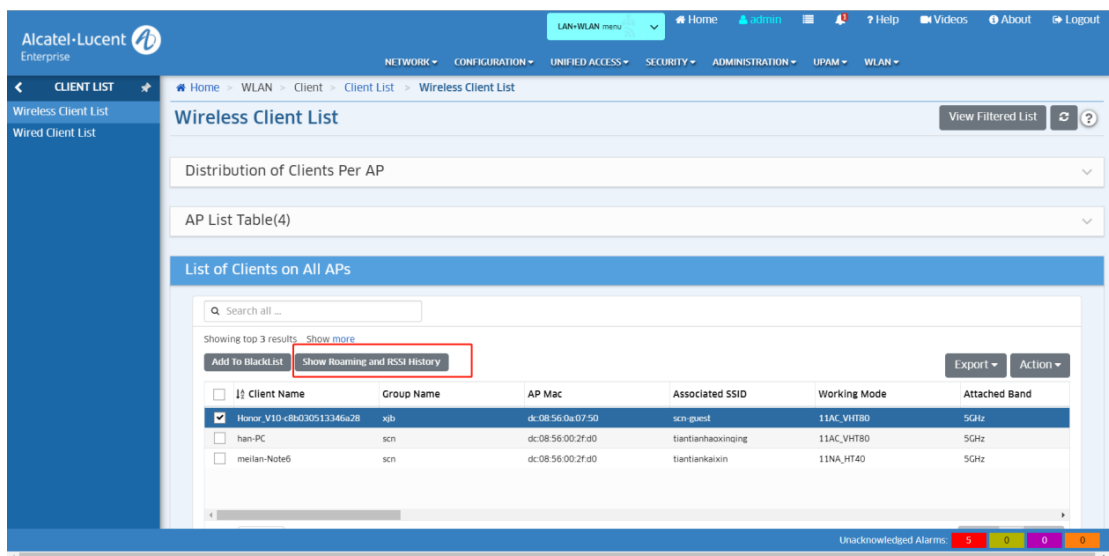 Alcatel·Lucent
Enterprise
LAN+WLAN menu
Home admin ? Help Videos About Logout
NETWORK CONFIGURATION UNIFIED ACCESS SECURITY ADMINISTRATION UPAM WLAN
CLIENT LIST
Wireless Client List
Wired Client List
Home > WLAN > Client > Client List > Wireless Client List
Wireless Client List
View Filtered List ?
Distribution of Clients Per AP
AP List Table(4)
List of Clients on All APs
Search all ...
Showing top 3 results Show more
Add To BlackList Show Roaming and RSSI History Export Action
Client Name Group Name AP Mac Associated SSID Working Mode Attached Band
Honor_V10-c8b030513346a28 xjb dc:08:56:0a:07:50 scn-guest 11AC_VHT80 5GHz
han-PC scn dc:08:56:00:2f:d0 tiantianhaoxinqing 11AC_VHT80 5GHz
meilan-Note6 scn dc:08:56:00:2f:d0 tiantiankaixin 11NA_HT40 5GHz
Unacknowledged Alarms: 5 0 0 0